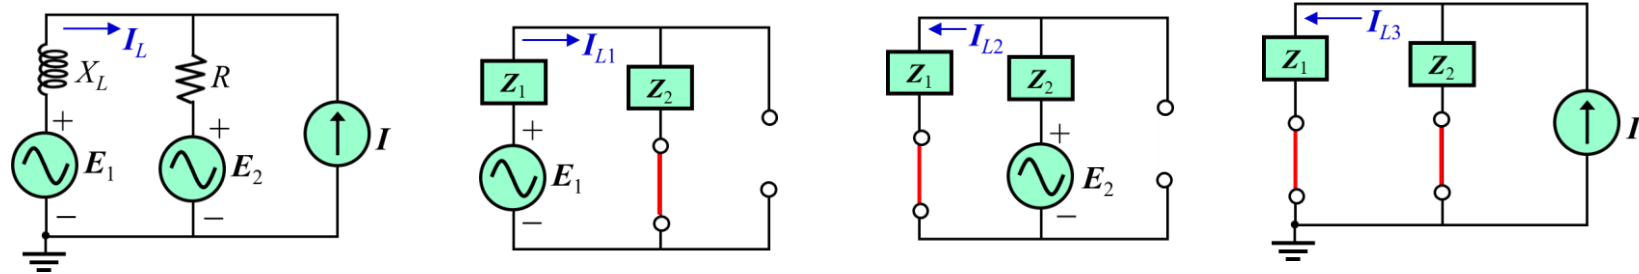 I_L
X_L
R
+
+
E_1
E_2
I
−
−
I_L1
Z_1
Z_2
+
E_1
−
I_L2
Z_1
Z_2
+
E_2
−
I_L3
Z_1
Z_2
I